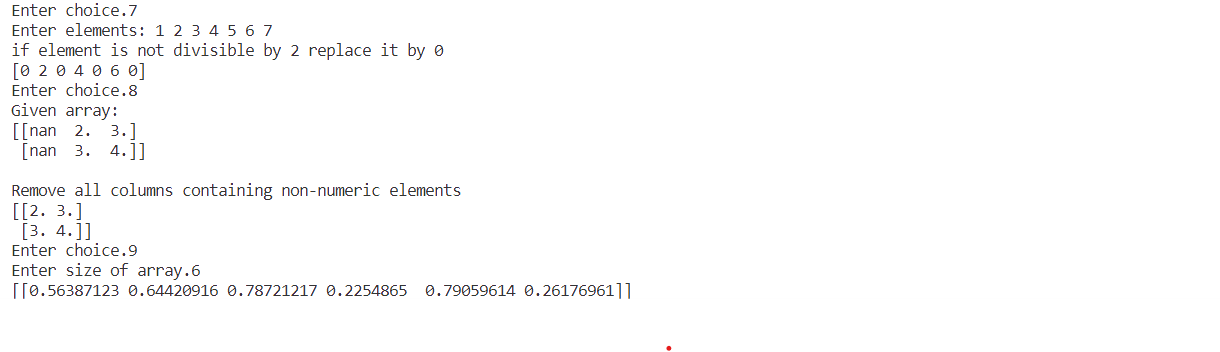 Enter choice.7
Enter elements: 1 2 3 4 5 6 7
if element is not divisible by 2 replace it by 0
[0 2 0 4 0 6 0]
Enter choice.8
Given array:
[[nan  2.  3.]
 [nan  3.  4.]]
Remove all columns containing non-numeric elements
[[2. 3.]
 [3. 4.]]
Enter choice.9
Enter size of array.6
[[0.56387123 0.64420916 0.78721217 0.2254865  0.79059614 0.26176961]]